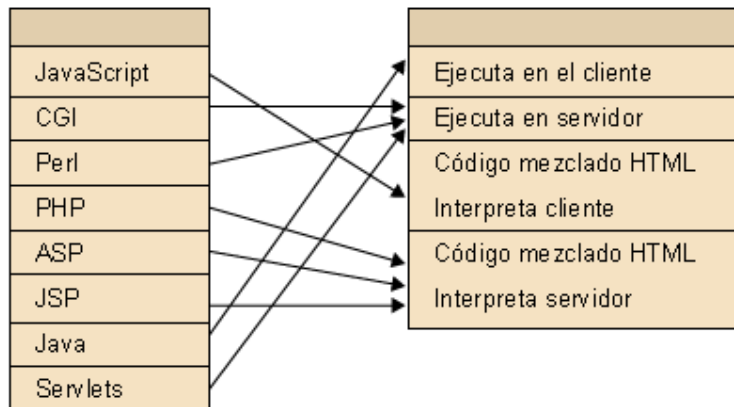 JavaScript
CGI
Perl
PHP
ASP
JSP
Java
Servlets
Ejecuta en el cliente
Ejecuta en servidor
Código mezclado HTML
Interpreta cliente
Código mezclado HTML
Interpreta servidor